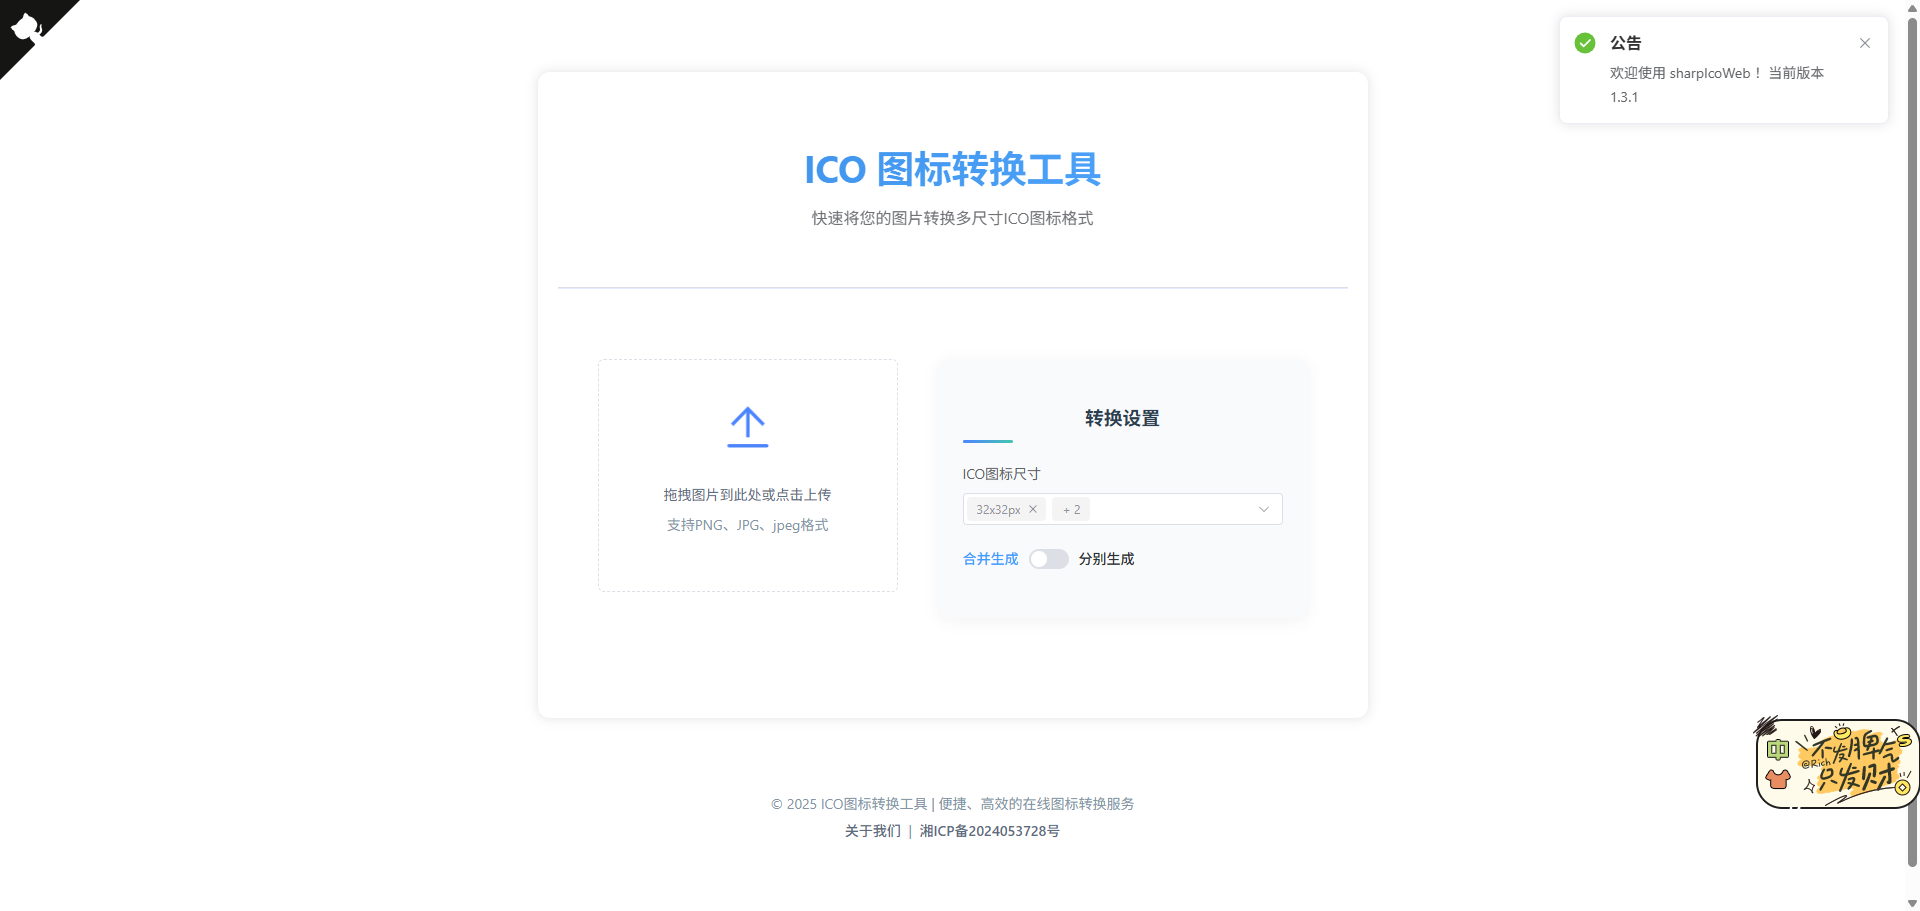 公告
欢迎使用 sharpIcoWeb！ 当前版本
1.3.1
ICO 图标转换工具
快速将您的图片转换多尺寸ICO图标格式
拖拽图片到此处或点击上传
支持PNG、JPG、jpeg格式
转换设置
ICO图标尺寸
32x32px
+ 2
合并生成
分别生成
中
不发脾气
@Rich
只发财
© 2025 ICO图标转换工具 | 便捷、高效的在线图标转换服务
关于我们 | 湘ICP备2024053728号